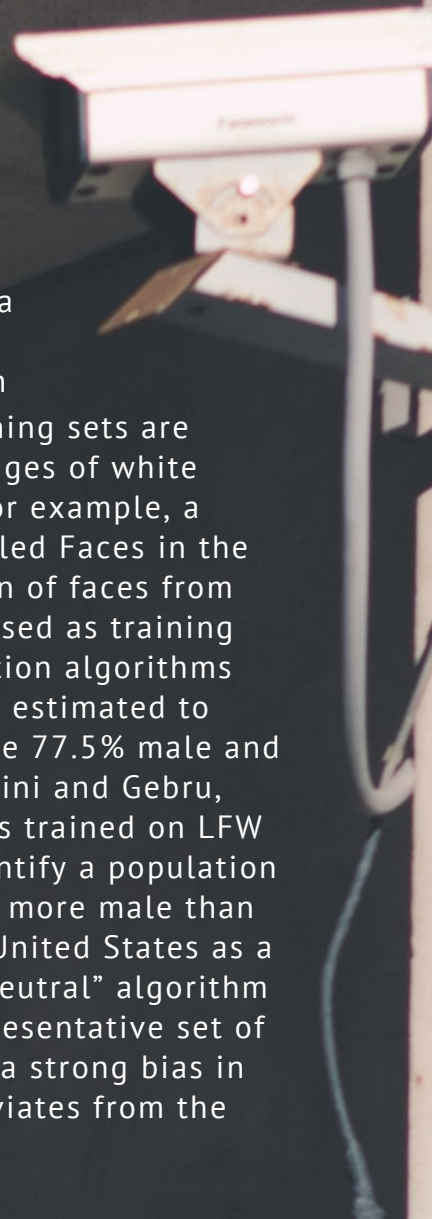 Panasonic
a
n
ning sets are
ges of white
or example, a
led Faces in the
n of faces from
sed as training
tion algorithms
estimated to
e 77.5% male and
ini and Gebru,
s trained on LFW
ntify a population
more male than
United States as a
eutral” algorithm
esentative set of
a strong bias in
viates from the